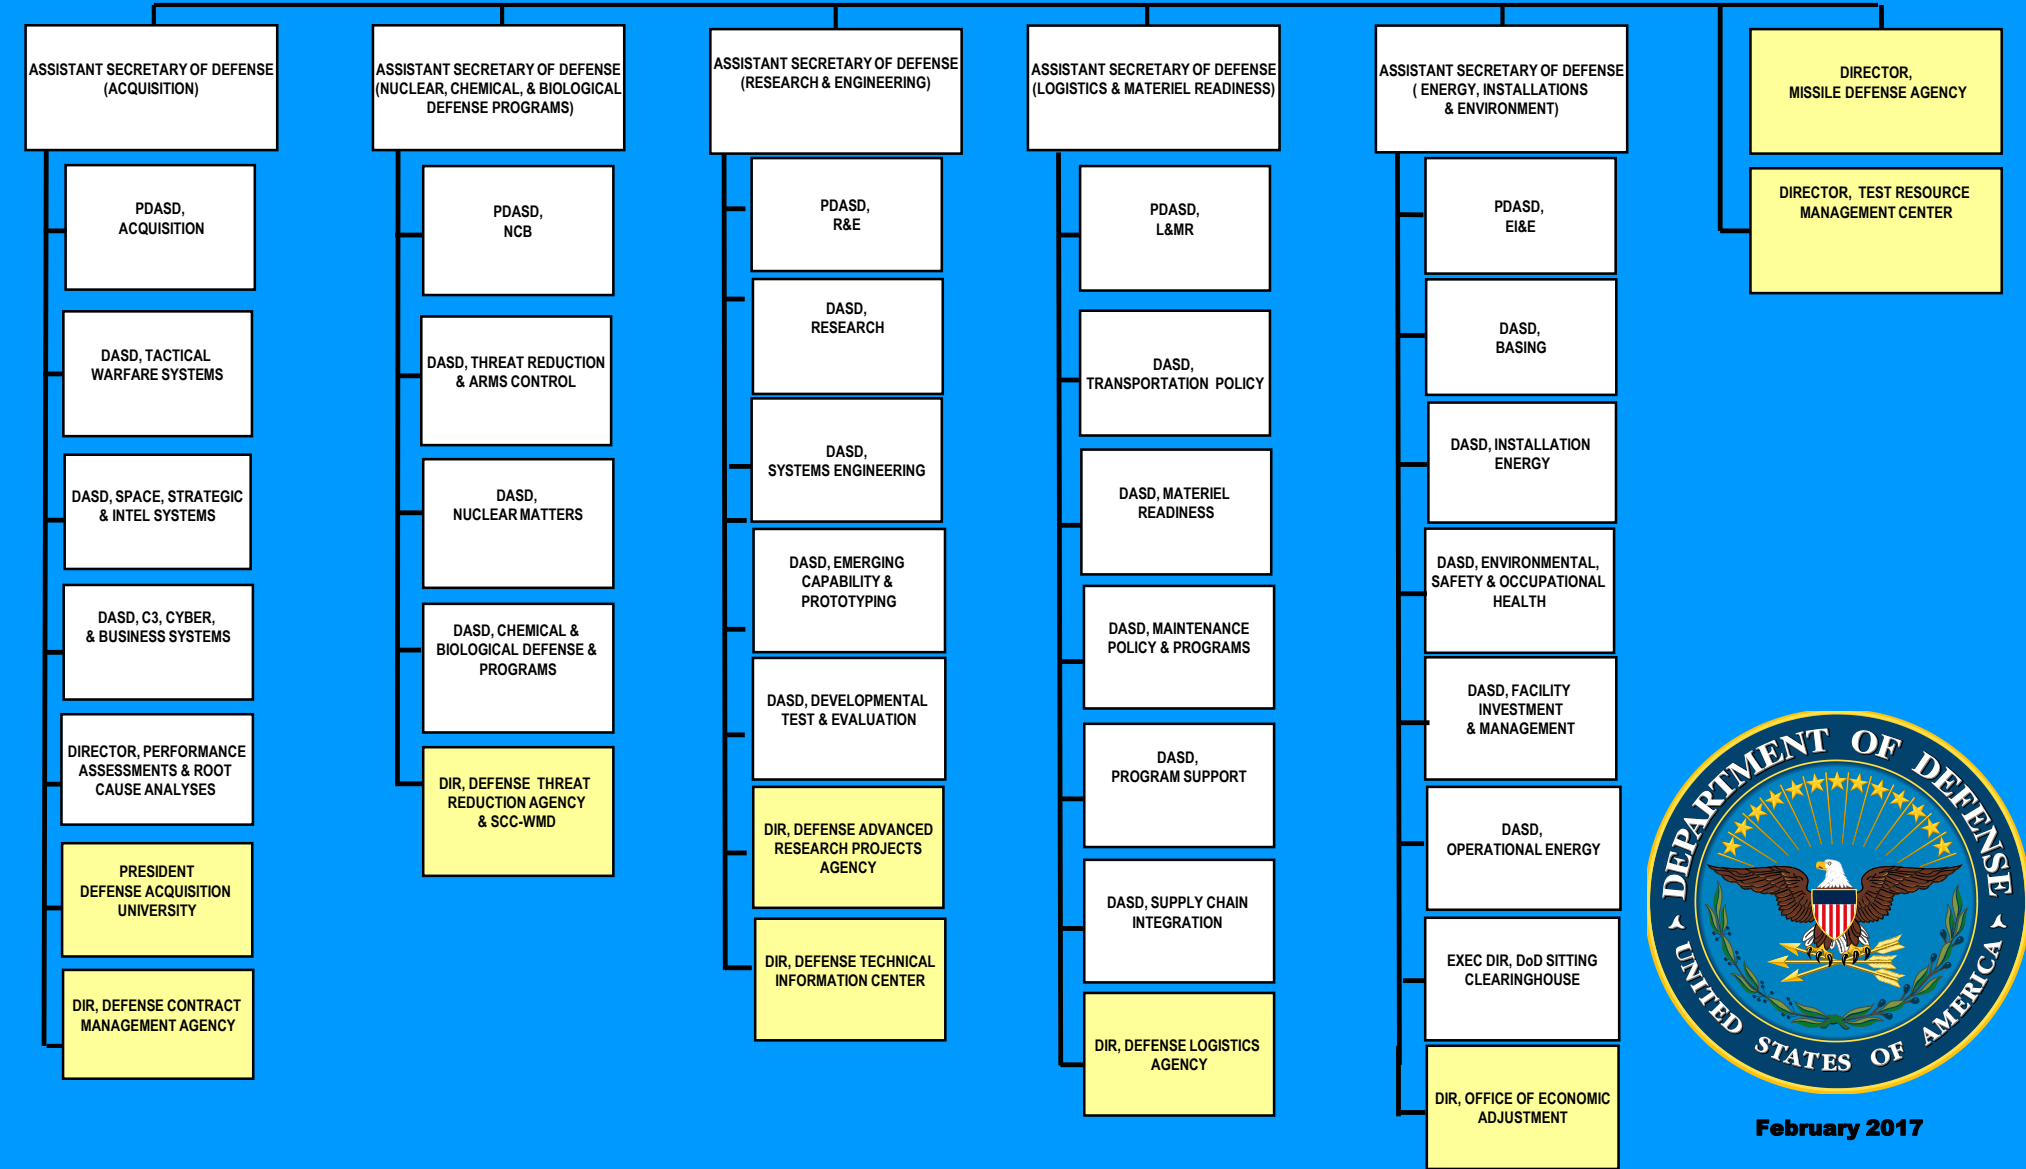 ASSISTANT SECRETARY OF DEFENSE
(ACQUISITION)
PDASD,
ACQUISITION
DASD, TACTICAL
WARFARE SYSTEMS
DASD, SPACE, STRATEGIC
& INTEL SYSTEMS
DASD, C3, CYBER,
& BUSINESS SYSTEMS
DIRECTOR, PERFORMANCE
ASSESSMENTS & ROOT
CAUSE ANALYSES
PRESIDENT
DEFENSE ACQUISITION
UNIVERSITY
DIR, DEFENSE CONTRACT
MANAGEMENT AGENCY
ASSISTANT SECRETARY OF DEFENSE
(NUCLEAR, CHEMICAL, & BIOLOGICAL
DEFENSE PROGRAMS)
PDASD,
NCB
DASD, THREAT REDUCTION
& ARMS CONTROL
DASD,
NUCLEAR MATTERS
DASD, CHEMICAL &
BIOLOGICAL DEFENSE &
PROGRAMS
DIR, DEFENSE THREAT
REDUCTION AGENCY
& SCC-WMD
ASSISTANT SECRETARY OF DEFENSE
(RESEARCH & ENGINEERING)
PDASD,
R&E
DASD,
RESEARCH
DASD,
SYSTEMS ENGINEERING
DASD, EMERGING
CAPABILITY &
PROTOTYPING
DASD, DEVELOPMENTAL
TEST & EVALUATION
DIR, DEFENSE ADVANCED
RESEARCH PROJECTS
AGENCY
DIR, DEFENSE TECHNICAL
INFORMATION CENTER
ASSISTANT SECRETARY OF DEFENSE
(LOGISTICS & MATERIEL READINESS)
PDASD,
L&MR
DASD,
TRANSPORTATION POLICY
DASD, MATERIEL
READINESS
DASD, MAINTENANCE
POLICY & PROGRAMS
DASD,
PROGRAM SUPPORT
DASD, SUPPLY CHAIN
INTEGRATION
DIR, DEFENSE LOGISTICS
AGENCY
ASSISTANT SECRETARY OF DEFENSE
( ENERGY, INSTALLATIONS
& ENVIRONMENT)
PDASD,
EI&E
DASD,
BASING
DASD, INSTALLATION
ENERGY
DASD, ENVIRONMENTAL,
SAFETY & OCCUPATIONAL
HEALTH
DASD, FACILITY
INVESTMENT
& MANAGEMENT
DASD,
OPERATIONAL ENERGY
EXEC DIR, DoD SITTING
CLEARINGHOUSE
DIR, OFFICE OF ECONOMIC
ADJUSTMENT
DIRECTOR,
MISSILE DEFENSE AGENCY
DIRECTOR, TEST RESOURCE
MANAGEMENT CENTER
DEPARTMENT OF DEFENSE
UNITED STATES OF AMERICA
February 2017